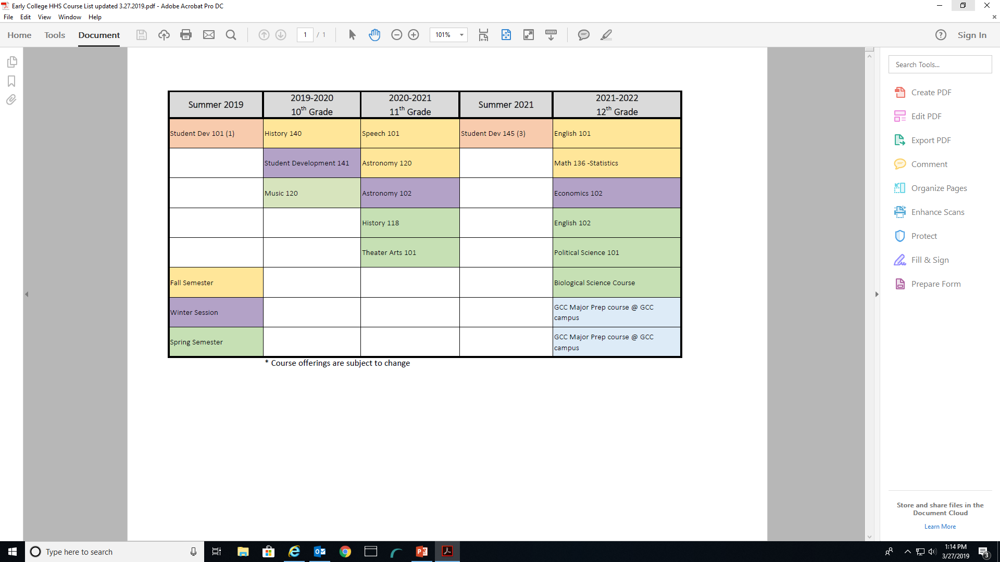 Early College HHS Course List updated 3.27.2019.pdf - Adobe Acrobat Pro DC
File Edit View Window Help
Home Tools Document 1 / 1 101% Sign In
Search Tools...
Create PDF
Edit PDF
Export PDF
Comment
Organize Pages
Enhance Scans
Protect
Fill & Sign
Prepare Form
Store and share files in the
Document Cloud
Learn More
Summer 2019
2019-2020
10th Grade
2020-2021
11th Grade
Summer 2021
2021-2022
12th Grade
Student Dev 101 (1) History 140 Speech 101 Student Dev 145 (3) English 101
Student Development 141 Astronomy 120 Math 136 -Statistics
Music 120 Astronomy 102 Economics 102
History 118 English 102
Theater Arts 101 Political Science 101
Fall Semester Biological Science Course
Winter Session GCC Major Prep course @ GCC
campus
Spring Semester GCC Major Prep course @ GCC
campus
* Course offerings are subject to change
Type here to search
1:14 PM
3/27/2019
3